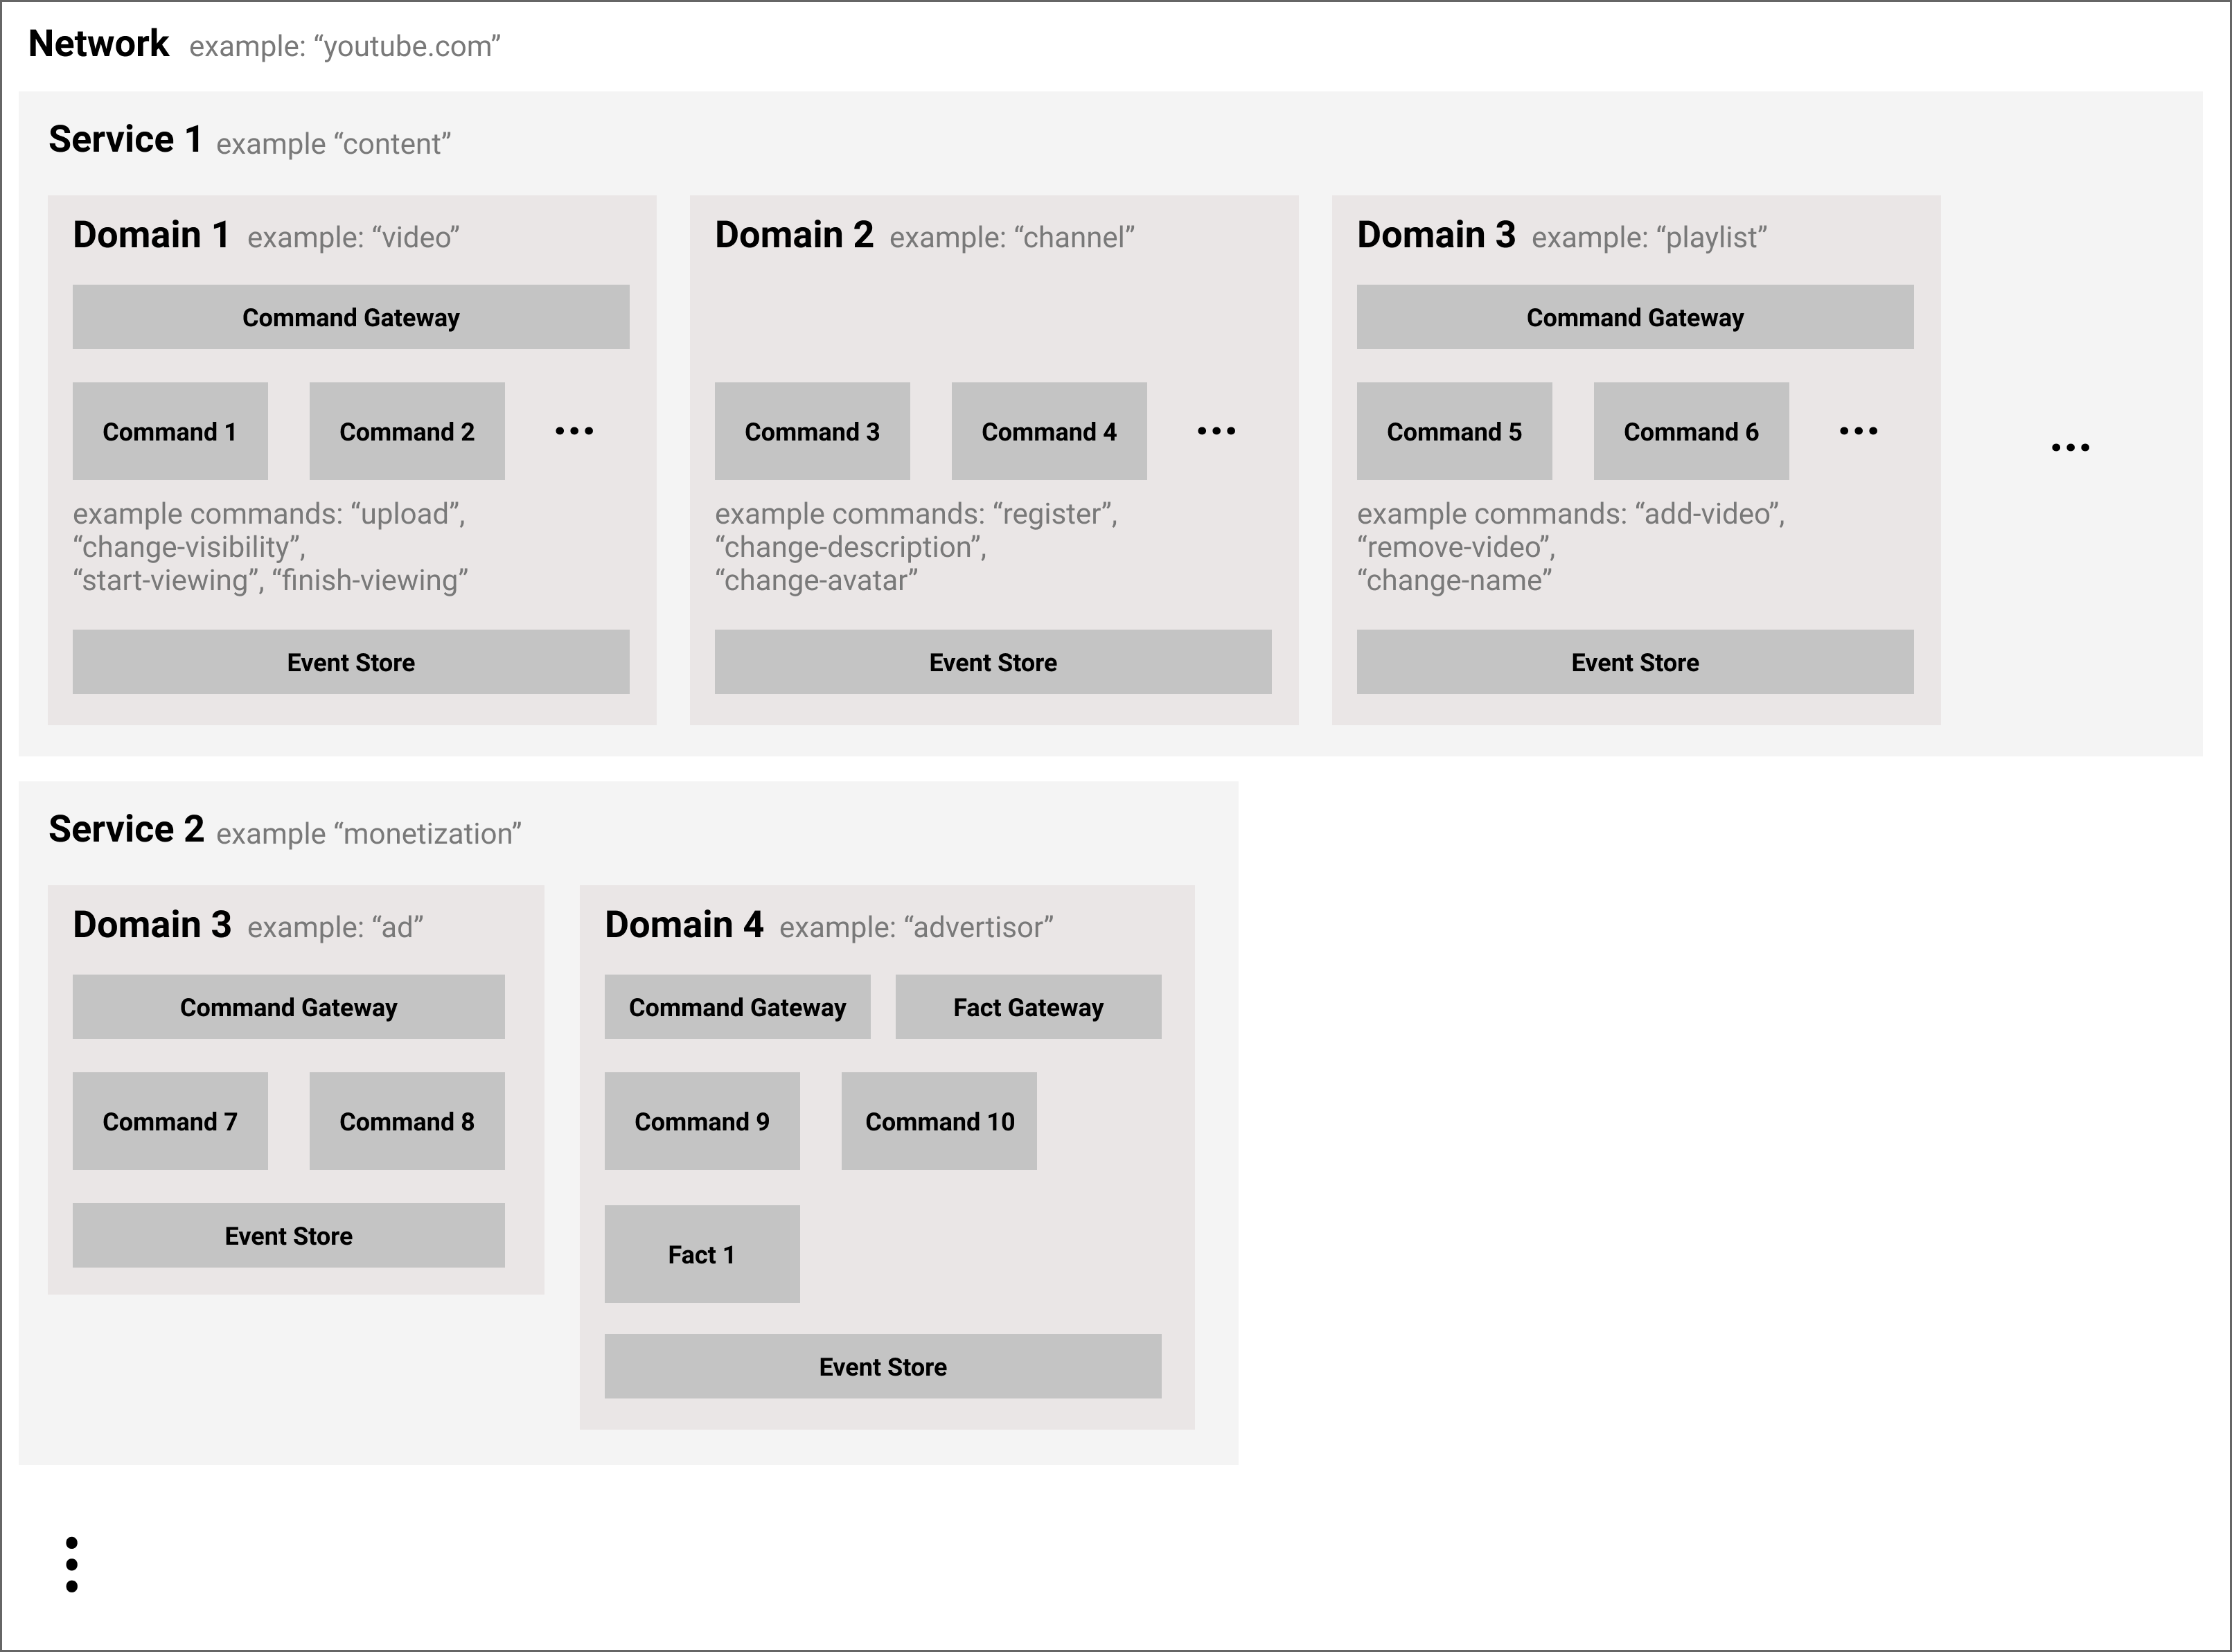 Network example: “youtube.com”
Service 1 example “content”
Domain 1 example: “video”
Command Gateway
Command 1
Command 2
...
example commands: “upload”,
“change-visibility”,
“start-viewing”, “finish-viewing”
Event Store
Domain 2 example: “channel”
Command 3
Command 4
...
example commands: “register”,
“change-description”,
“change-avatar”
Event Store
Domain 3 example: “playlist”
Command Gateway
Command 5
Command 6
...
example commands: “add-video”,
“remove-video”,
“change-name”
Event Store
...
Service 2 example “monetization”
Domain 3 example: “ad”
Command Gateway
Command 7
Command 8
Event Store
Domain 4 example: “advertisor”
Command Gateway
Fact Gateway
Command 9
Command 10
Fact 1
Event Store